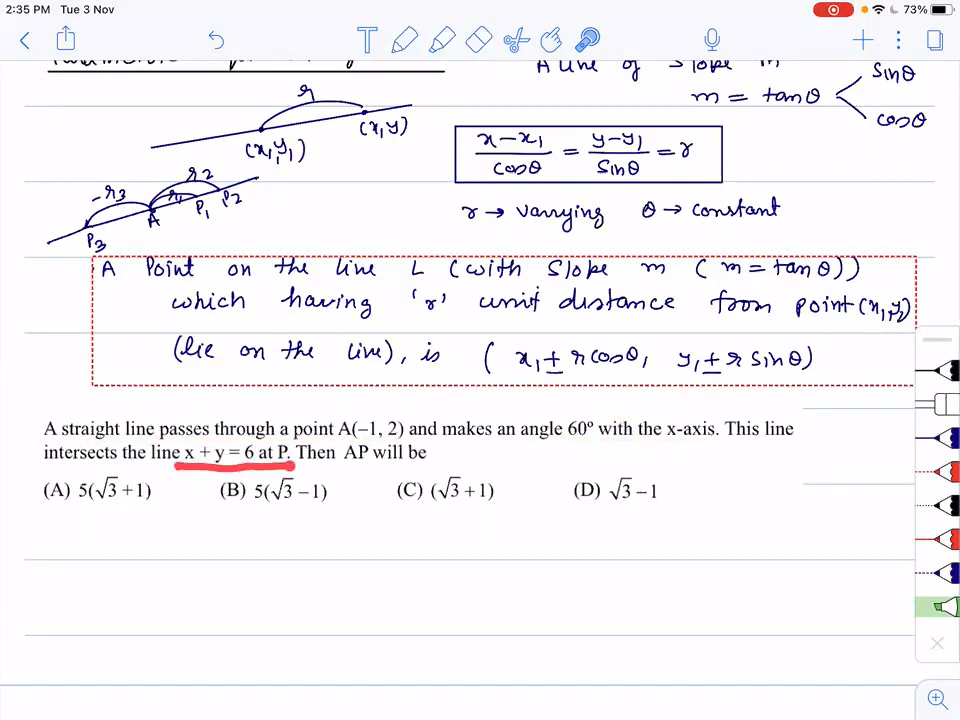 2:35 PM Tue 3 Nov
73%
A line of slope m
m = tanθ
sinθ
cosθ
r
(x, y)
(x₁, y₁)
(x–x₁)/cosθ = (y–y₁)/Sinθ = r
-r3 r1 r2
P3 A P1 P2
r → varrying θ → constant
A Point on the line L (with slope m (m = tanθ))
which having 'r' unit distance from point (x₁, y₁)
(lie on the line), is (x₁ ± r cosθ, y₁ ± r sinθ)
A straight line passes through a point A(–1, 2) and makes an angle 60º with the x-axis. This line
intersects the line x + y = 6 at P. Then AP will be
(A) 5(√3 +1) (B) 5(√3 –1) (C) (√3 +1) (D) √3 –1